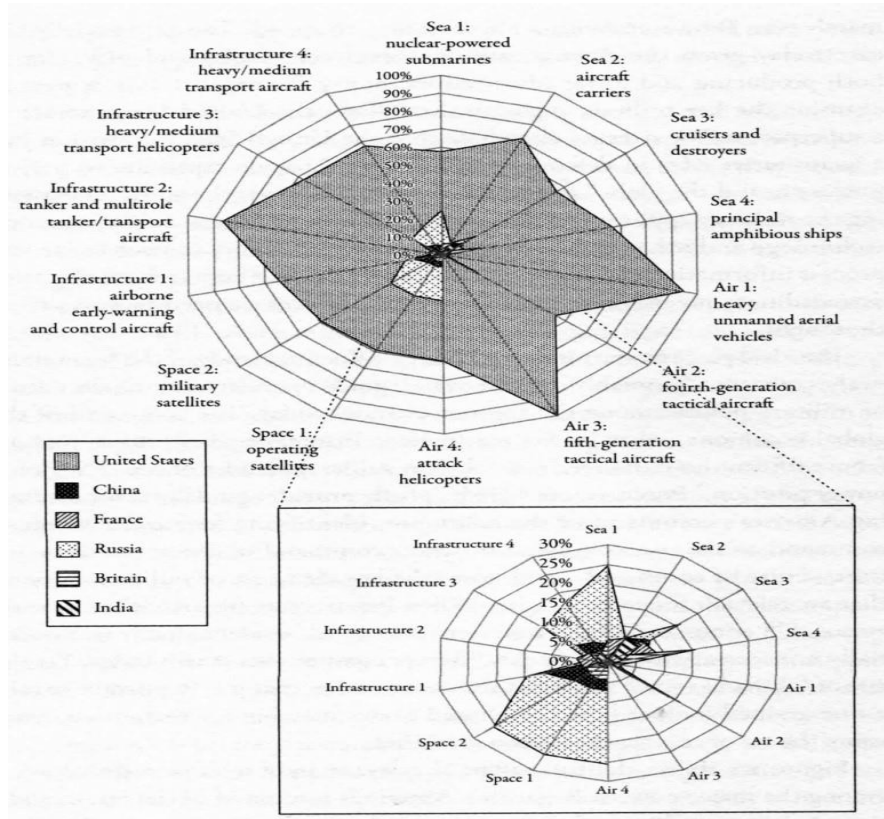 Sea 1:
nuclear-powered
submarines
Sea 2:
aircraft
carriers
Sea 3:
cruisers and
destroyers
Sea 4:
principal
amphibious ships
Air 1:
heavy
unmanned aerial
vehicles
Air 2:
fourth-generation
tactical aircraft
Air 3:
fifth-generation
tactical aircraft
Air 4:
attack
helicopters
Space 1:
operating
satellites
Space 2:
military
satellites
Infrastructure 1:
airborne
early-warning
and control aircraft
Infrastructure 2:
tanker and multirole
tanker/transport
aircraft
Infrastructure 3:
heavy/medium
transport helicopters
Infrastructure 4:
heavy/medium
transport aircraft
100%
90%
80%
70%
60%
50%
40%
30%
20%
10%
0%
United States
China
France
Russia
Britain
India
Sea 1
Sea 2
Sea 3
Sea 4
Air 1
Air 2
Air 3
Air 4
Space 1
Space 2
Infrastructure 1
Infrastructure 2
Infrastructure 3
Infrastructure 4
30%
25%
20%
15%
10%
5%
0%